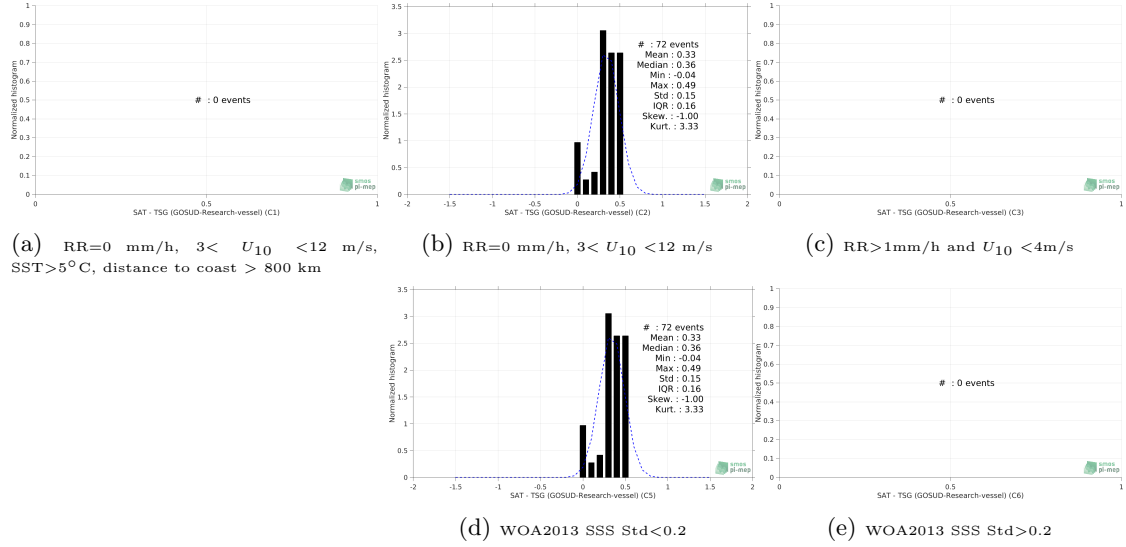 1
0.9
0.8
0.7
0.6
0.5
0.4
0.3
0.2
0.1
0
Normalized histogram
# : 0 events
0 0.5 1
SAT - TSG (GOSUD-Research-vessel) (C1)
smos
pi-mep
(a) RR=0 mm/h, 3< U10 <12 m/s,
SST>5°C, distance to coast > 800 km
3.5
3
2.5
2
1.5
1
0.5
0
Normalized histogram
# : 72 events
Mean : 0.33
Median : 0.36
Min : -0.04
Max : 0.49
Std : 0.15
IQR : 0.16
Skew. : -1.00
Kurt. : 3.33
-2 -1.5 -1 -0.5 0 0.5 1 1.5 2
SAT - TSG (GOSUD-Research-vessel) (C2)
smos
pi-mep
(b) RR=0 mm/h, 3< U10 <12 m/s
1
0.9
0.8
0.7
0.6
0.5
0.4
0.3
0.2
0.1
0
Normalized histogram
# : 0 events
0 0.5 1
SAT - TSG (GOSUD-Research-vessel) (C3)
smos
pi-mep
(c) RR>1mm/h and U10 <4m/s
3.5
3
2.5
2
1.5
1
0.5
0
Normalized histogram
# : 72 events
Mean : 0.33
Median : 0.36
Min : -0.04
Max : 0.49
Std : 0.15
IQR : 0.16
Skew. : -1.00
Kurt. : 3.33
-2 -1.5 -1 -0.5 0 0.5 1 1.5 2
SAT - TSG (GOSUD-Research-vessel) (C5)
smos
pi-mep
(d) WOA2013 SSS Std<0.2
1
0.9
0.8
0.7
0.6
0.5
0.4
0.3
0.2
0.1
0
Normalized histogram
# : 0 events
0 0.5 1
SAT - TSG (GOSUD-Research-vessel) (C6)
smos
pi-mep
(e) WOA2013 SSS Std>0.2